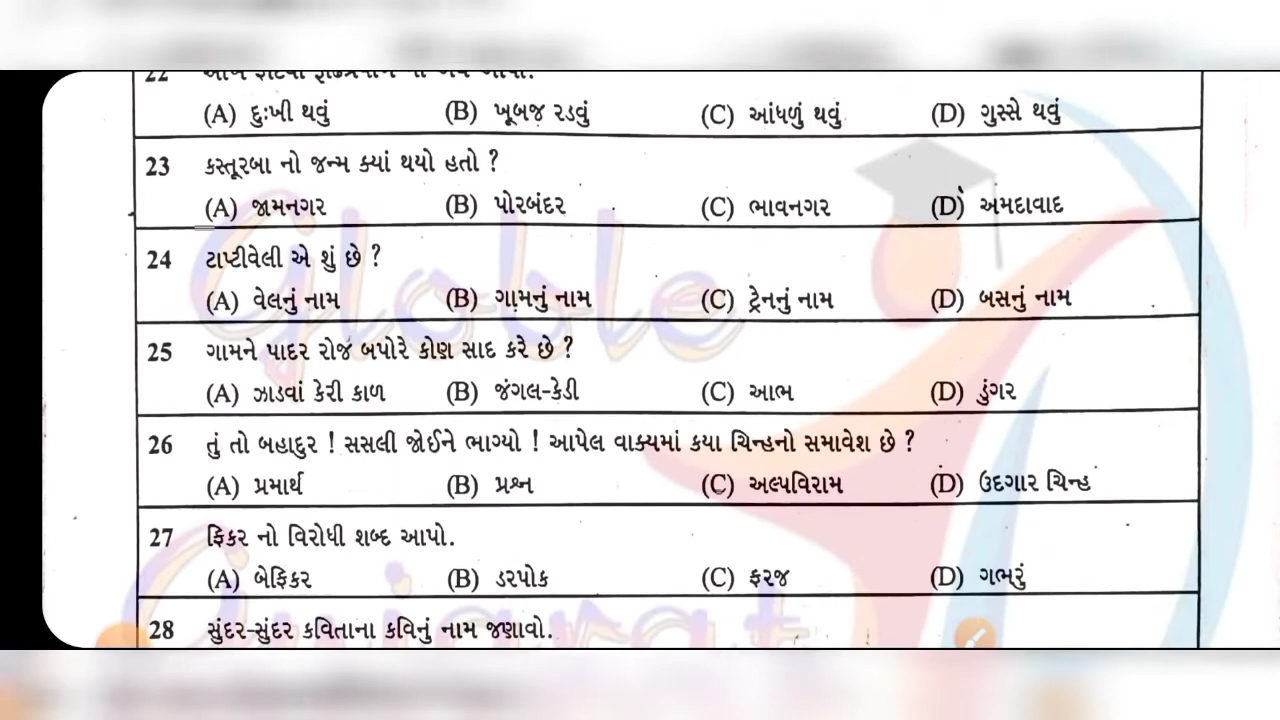 22
(A) દુઃખી થવું (B) ખૂબજ રડવું (C) આંધળું થવું (D) ગુસ્સે થવું
23 કસ્તૂરબા નો જન્મ ક્યાં થયો હતો ?
(A) જામનગર (B) પોરબંદર (C) ભાવનગર (D) અમદાવાદ
24 ટાપ્ટીવેલી એ શું છે ?
(A) વેલનું નામ (B) ગામનું નામ (C) ટ્રેનનું નામ (D) બસનું નામ
25 ગામને પાદર રોજ બપોરે કોણ સાદ કરે છે ?
(A) ઝાડવાં કેરી કાળ (B) જંગલ-કેડી (C) આભ (D) ડુંગર
26 તું તો બહાદુર ! સસલી જોઈને ભાગ્યો ! આપેલ વાક્યમાં કયા ચિન્હનો સમાવેશ છે ?
(A) પ્રમાર્થ (B) પ્રશ્ન (C) અલ્પવિરામ (D) ઉદગાર ચિન્હ
27 ફિકર નો વિરોધી શબ્દ આપો.
(A) બેફિકર (B) ડરપોક (C) ફરજ (D) ગભરું
28 સુંદર-સુંદર કવિતાના કવિનું નામ જણાવો.
Globle
Gujarat